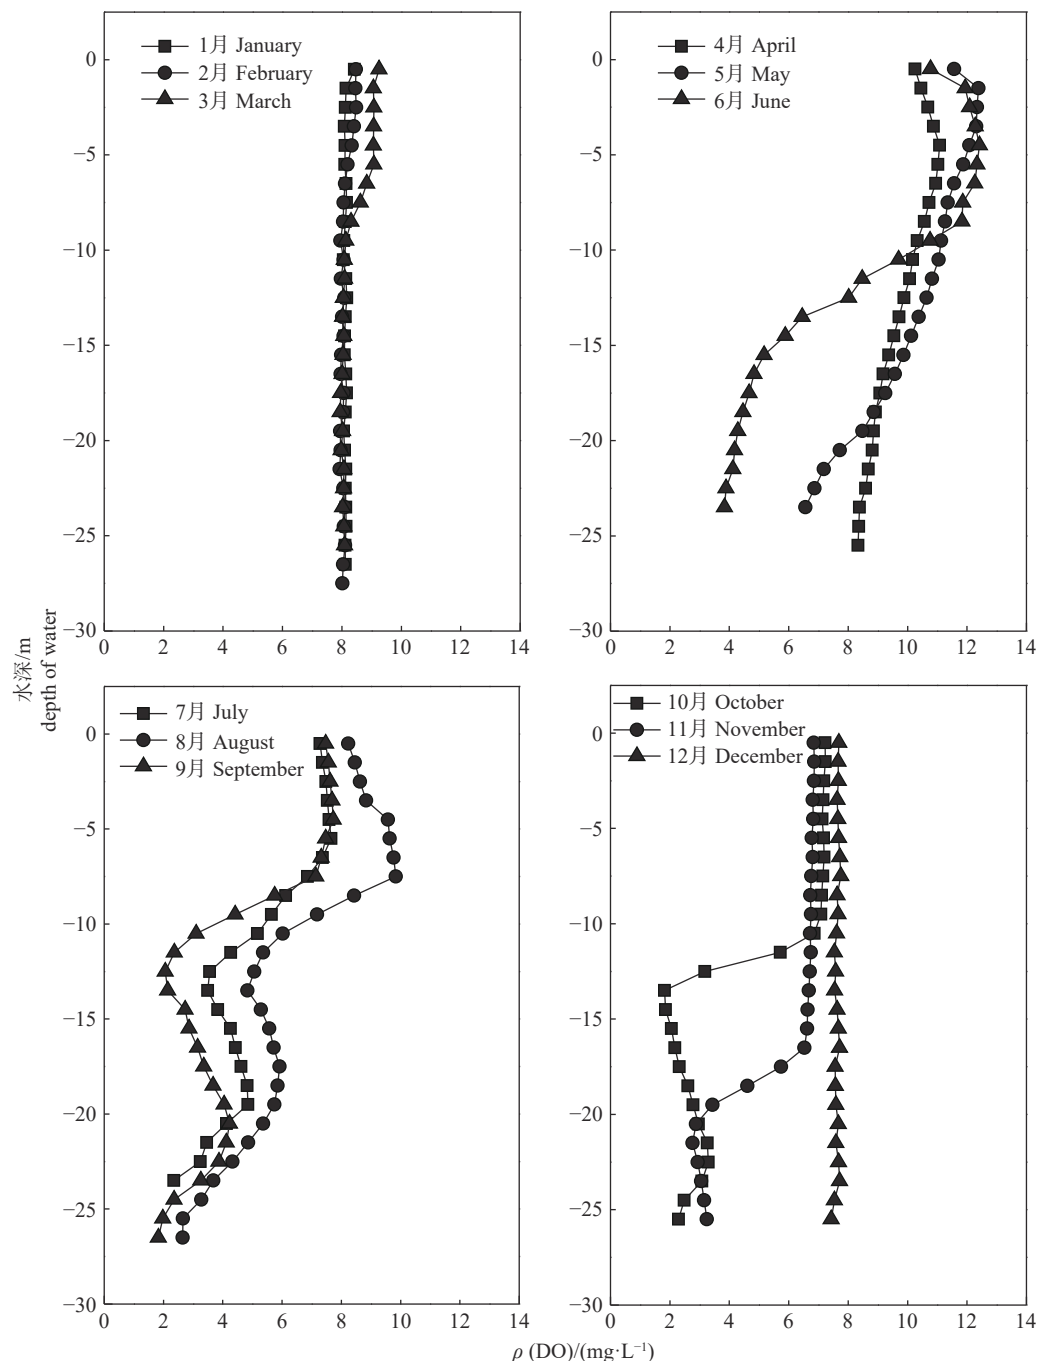 1月 January
2月 February
3月 March
0
−5
−10
−15
−20
−25
−30
0 2 4 6 8 10 12 14
4月 April
5月 May
6月 June
0
−5
−10
−15
−20
−25
−30
0 2 4 6 8 10 12 14
水深/m
depth of water
7月 July
8月 August
9月 September
0
−5
−10
−15
−20
−25
−30
0 2 4 6 8 10 12 14
10月 October
11月 November
12月 December
0
−5
−10
−15
−20
−25
−30
0 2 4 6 8 10 12 14
ρ (DO)/(mg·L⁻¹)